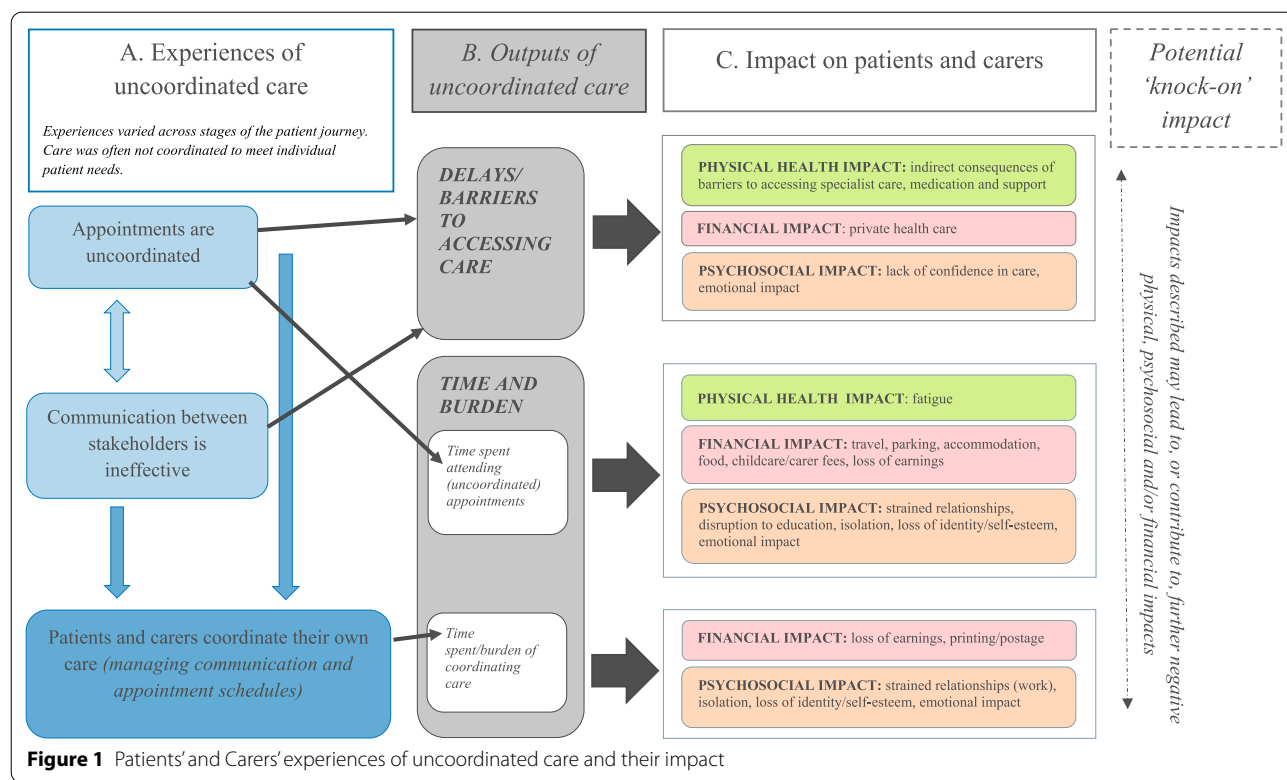 A. Experiences of
uncoordinated care
Experiences varied across stages of the patient journey.
Care was often not coordinated to meet individual
patient needs.
B. Outputs of
uncoordinated care
C. Impact on patients and carers
Potential
‘knock-on’
impact
Appointments are
uncoordinated
Communication between
stakeholders is
ineffective
Patients and carers coordinate their own
care (managing communication and
appointment schedules)
DELAYS/
BARRIERS
TO
ACCESSING
CARE
TIME AND
BURDEN
Time spent
attending
(uncoordinated)
appointments
Time
spent/burden of
coordinating
care
PHYSICAL HEALTH IMPACT: indirect consequences of
barriers to accessing specialist care, medication and support
FINANCIAL IMPACT: private health care
PSYCHOSOCIAL IMPACT: lack of confidence in care,
emotional impact
PHYSICAL HEALTH IMPACT: fatigue
FINANCIAL IMPACT: travel, parking, accommodation,
food, childcare/carer fees, loss of earnings
PSYCHOSOCIAL IMPACT: strained relationships,
disruption to education, isolation, loss of identity/self-esteem,
emotional impact
FINANCIAL IMPACT: loss of earnings, printing/postage
PSYCHOSOCIAL IMPACT: strained relationships (work),
isolation, loss of identity/self-esteem, emotional impact
Impacts described may lead to, or contribute to, further negative
physical, psychosocial and/or financial impacts
Figure 1 Patients’ and Carers’ experiences of uncoordinated care and their impact